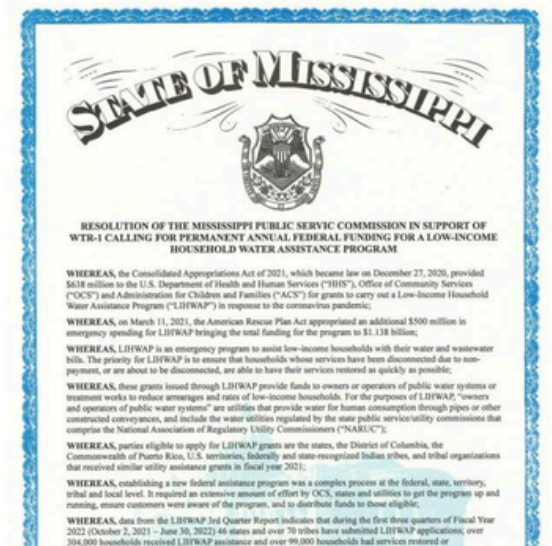 STATE OF MISSISSIPPI
RESOLUTION OF THE MISSISSIPPI PUBLIC SERVIC COMMISSION IN SUPPORT OF
WTR-1 CALLING FOR PERMANENT ANNUAL FEDERAL FUNDING FOR A LOW-INCOME
HOUSEHOLD WATER ASSISTANCE PROGRAM
WHEREAS, the Consolidated Appropriations Act of 2021, which became law on December 27, 2020, provided
$638 million to the U.S. Department of Health and Human Services ("HHS"), Office of Community Services
("OCS") and Administration for Children and Families ("ACS") for grants to carry out a Low-Income Household
Water Assistance Program ("LIHWAP") in response to the coronavirus pandemic;
WHEREAS, on March 11, 2021, the American Rescue Plan Act appropriated an additional $500 million in
emergency spending for LIHWAP bringing the total funding for the program to $1.138 billion;
WHEREAS, LIHWAP is an emergency program to assist low-income households with their water and wastewater
bills. The priority for LIHWAP is to ensure that households whose services have been disconnected due to non-
payment, or are about to be disconnected, are able to have their services restored as quickly as possible;
WHEREAS, these grants issued through LIHWAP provide funds to owners or operators of public water systems or
treatment works to reduce arrearages and rates of low-income households. For the purposes of LIHWAP, "owners
and operators of public water systems" are utilities that provide water for human consumption through pipes or other
constructed conveyances, and include the water utilities regulated by the state public service/utility commissions that
comprise the National Association of Regulatory Utility Commissioners ("NARUC");
WHEREAS, parties eligible to apply for LIHWAP grants are the states, the District of Columbia, the
Commonwealth of Puerto Rico, U.S. territories, federally and state-recognized Indian tribes, and tribal organizations
that received similar utility assistance grants in fiscal year 2021;
WHEREAS, establishing a new federal assistance program was a complex process at the federal, state, territory,
tribal and local level. It required an extensive amount of effort by OCS, states and utilities to get the program up and
running, ensure customers were aware of the program, and to distribute funds to those eligible;
WHEREAS, data from the LIHWAP 3rd Quarter Report indicates that during the first three quarters of Fiscal Year
2022 (October 2, 2021 – June 30, 2022) 46 states and over 70 tribes have submitted LIHWAP applications; over
304,000 households received LIHWAP assistance and over 99,000 households had services restored or